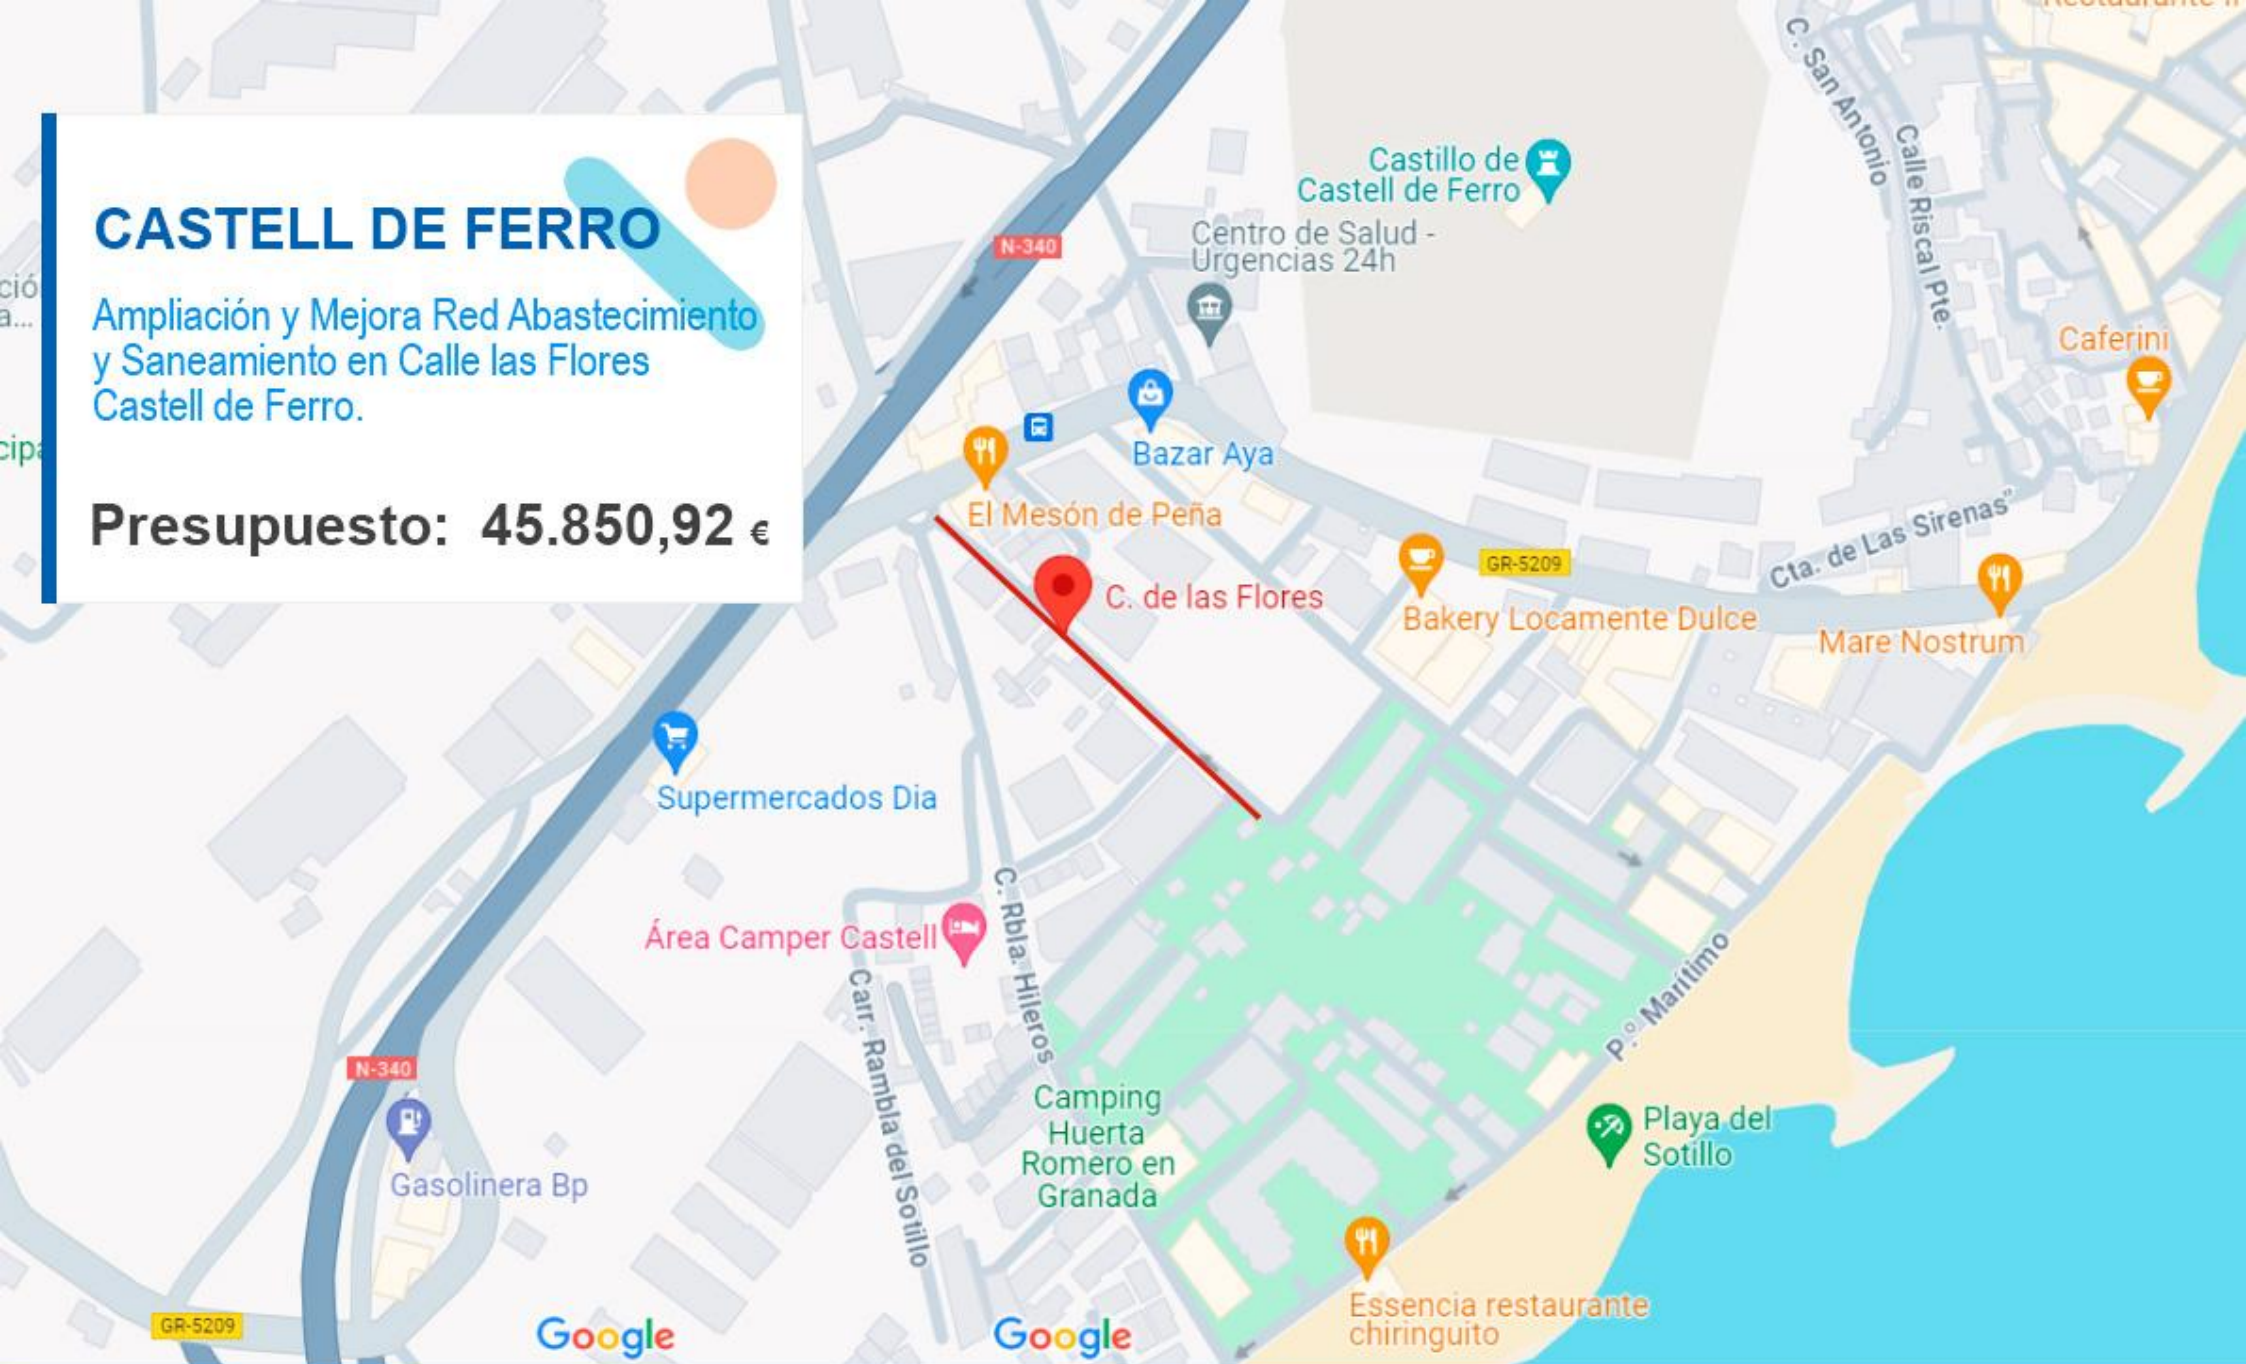 CASTELL DE FERRO
Ampliación y Mejora Red Abastecimiento
y Saneamiento en Calle las Flores
Castell de Ferro.
Presupuesto: 45.850,92 €
C. San Antonio
Calle Riscal Pte.
Castillo de
Castell de Ferro
Centro de Salud -
Urgencias 24h
N-340
Caferini
Bazar Aya
El Mesón de Peña
C. de las Flores
GR-5209
Cta. de Las Sirenas"
Bakery Locamente Dulce
Mare Nostrum
Supermercados Dia
Área Camper Castell
C. Rbla. Hileros
Carr. Rambla del Sotillo
P.º Marítimo
N-340
Camping
Huerta
Romero en
Granada
Playa del
Sotillo
Gasolinera Bp
Essencia restaurante
chiringuito
GR-5209
Google
Google